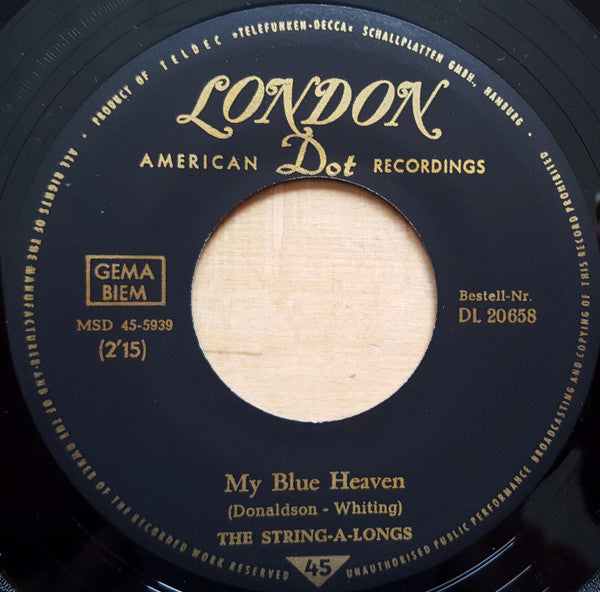 PRODUCT OF TELDEC »TELEFUNKEN-DECCA« SCHALLPLATTEN GMBH., HAMBURG · UNAUTHORISED PUBLIC PERFORMANCE BROADCASTING AND COPYING OF THIS RECORD PROHIBITED
ALL RIGHTS OF THE MANUFACTURER AND OF THE OWNER OF THE RECORDED WORK RESERVED
LONDON
AMERICAN Dot RECORDINGS
GEMA
BIEM
MSD 45-5939
(2'15)
Bestell-Nr.
DL 20658
My Blue Heaven
(Donaldson - Whiting)
THE STRING-A-LONGS
45